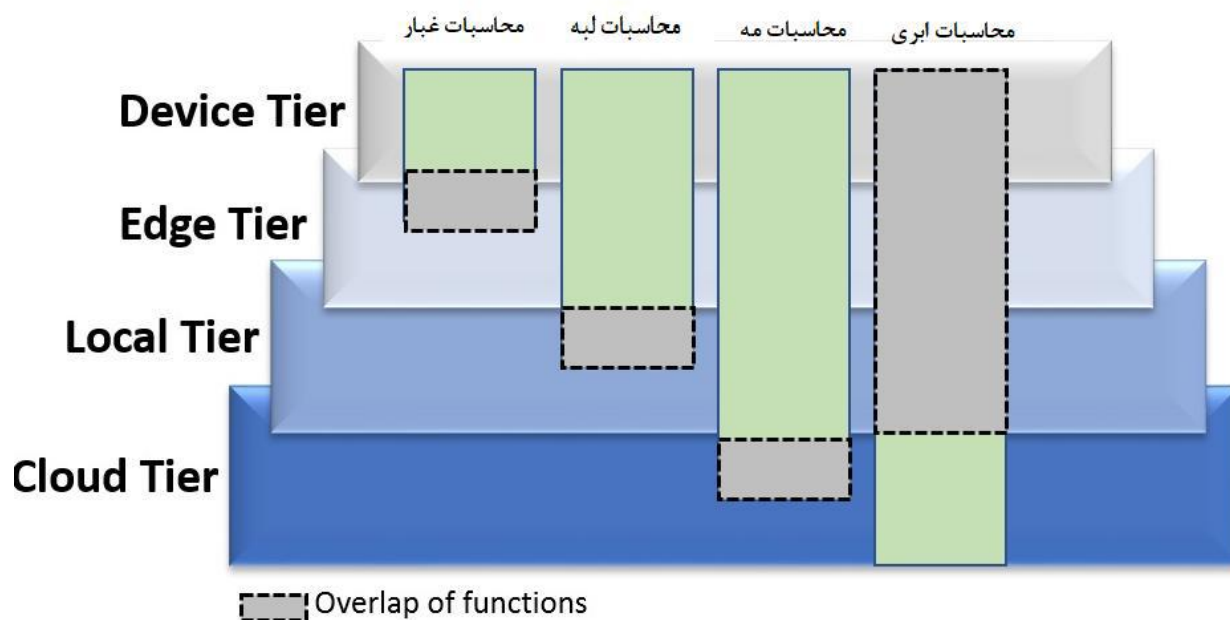 محاسبات ابری
محاسبات مه
محاسبات لبه
محاسبات غبار
Device Tier
Edge Tier
Local Tier
Cloud Tier
Overlap of functions